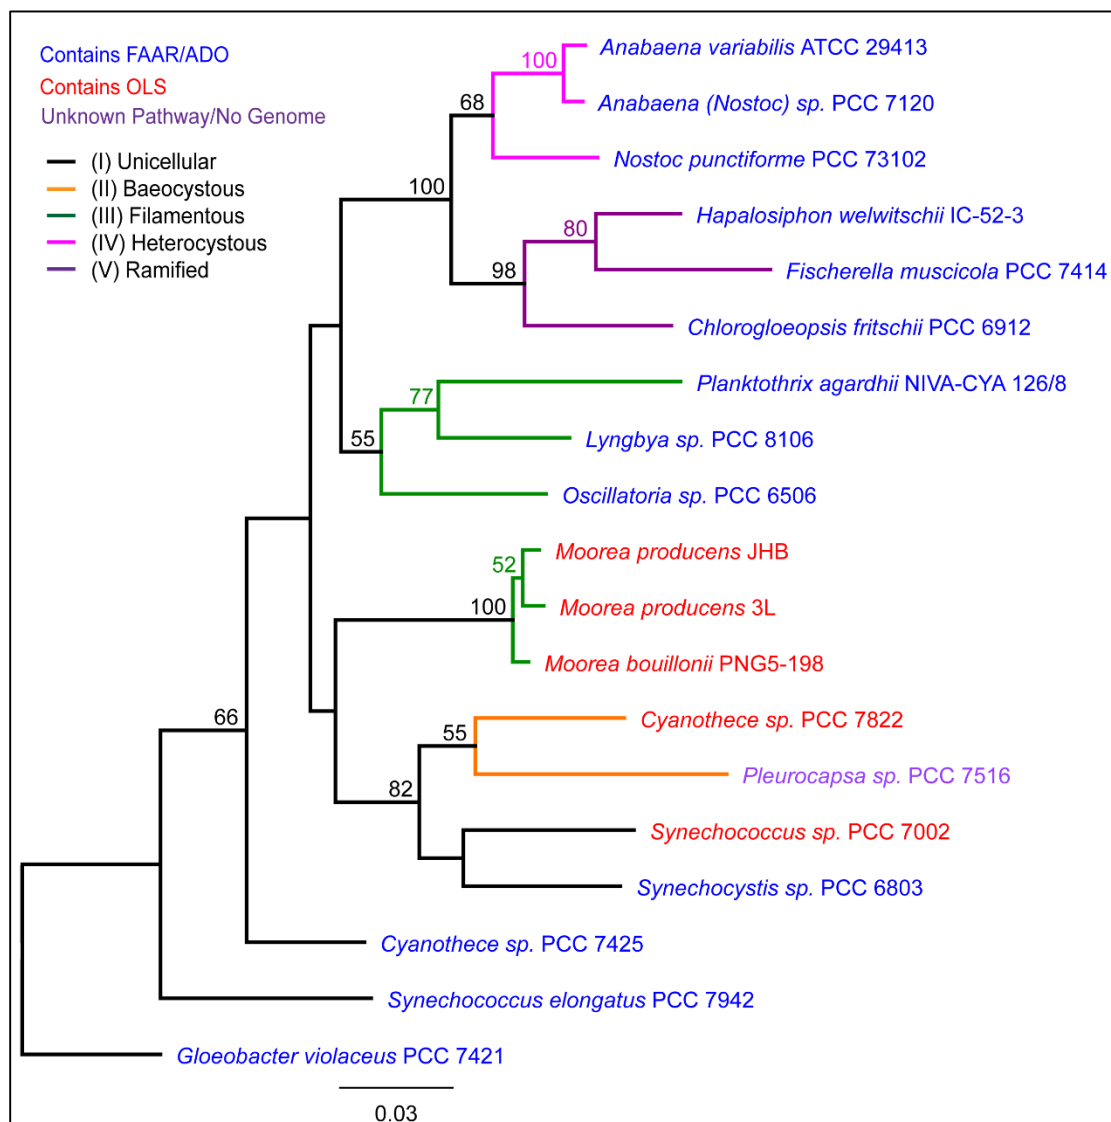 Contains FAAR/ADO
Contains OLS
Unknown Pathway/No Genome
(I) Unicellular
(II) Baeocystous
(III) Filamentous
(IV) Heterocystous
(V) Ramified
Anabaena variabilis ATCC 29413
100
Anabaena (Nostoc) sp. PCC 7120
68
Nostoc punctiforme PCC 73102
100
Hapalosiphon welwitschii IC-52-3
80
Fischerella muscicola PCC 7414
98
Chlorogloeopsis fritschii PCC 6912
Planktothrix agardhii NIVA-CYA 126/8
77
Lyngbya sp. PCC 8106
55
Oscillatoria sp. PCC 6506
Moorea producens JHB
52
Moorea producens 3L
100
Moorea bouillonii PNG5-198
66
Cyanothece sp. PCC 7822
55
Pleurocapsa sp. PCC 7516
82
Synechococcus sp. PCC 7002
Synechocystis sp. PCC 6803
Cyanothece sp. PCC 7425
Synechococcus elongatus PCC 7942
Gloeobacter violaceus PCC 7421
0.03